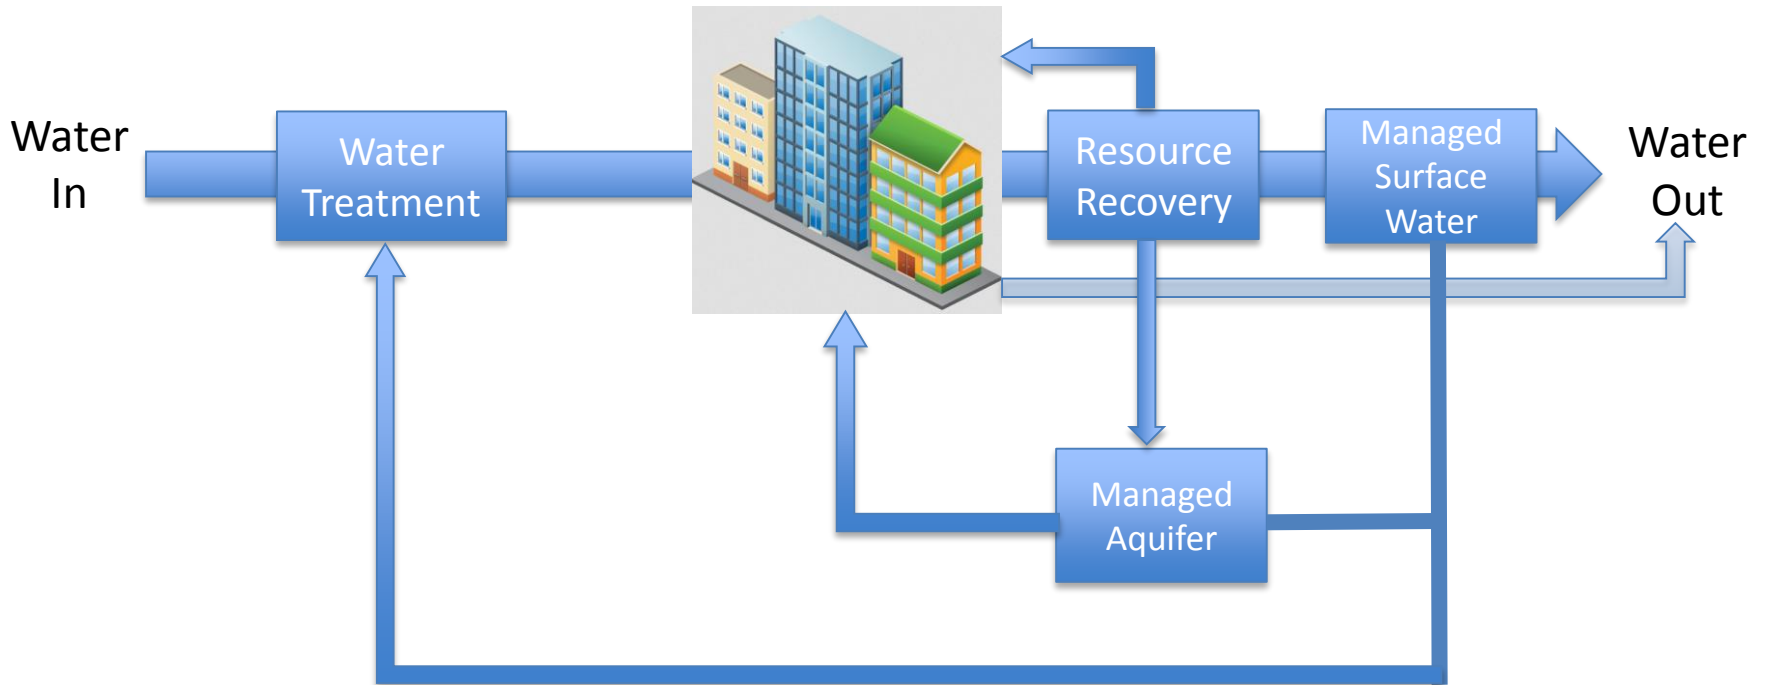 Water
In
Water
Treatment
Resource
Recovery
Managed
Surface
Water
Water
Out
Managed
Aquifer